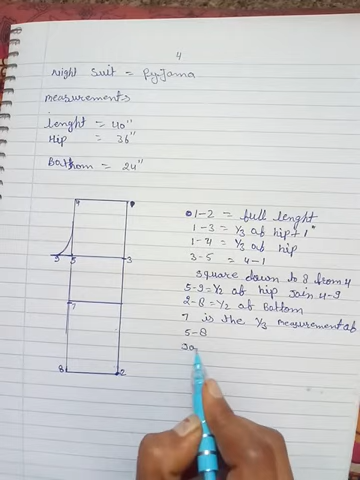 4
Night Suit = Pyjama
measurements
lenght = 40"
Hip = 36"
Bathom = 24"
4
5 5 3
7
8 2
1-2 = full lenght
1-3 = 1/3 of hip + 1"
1-4 = 1/3 of hip
3-5 = 4-1
Square down to 8 from 4
5-9 = 1/2 of hip Join 4-9
2-8 = 1/2 of Bottom
7 is the 1/3 measurement of
5-8